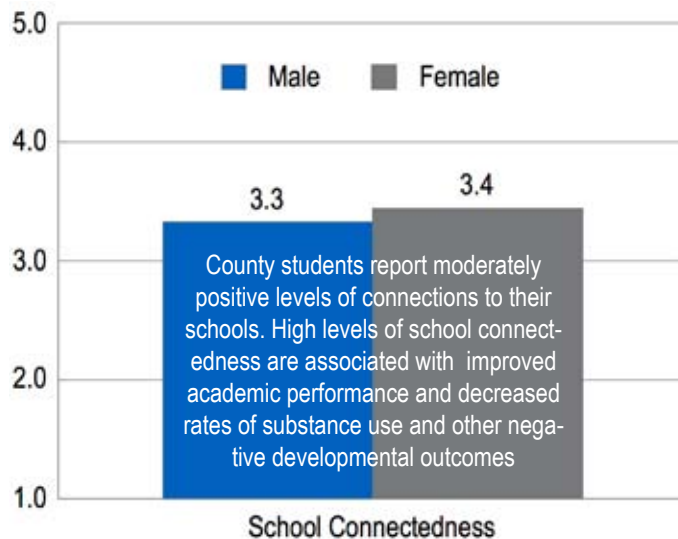 5.0
Male Female
4.0
3.3 3.4
3.0
County students report moderately
positive levels of connections to their
schools. High levels of school connect-
edness are associated with improved
academic performance and decreased
rates of substance use and other nega-
tive developmental outcomes
2.0
1.0
School Connectedness